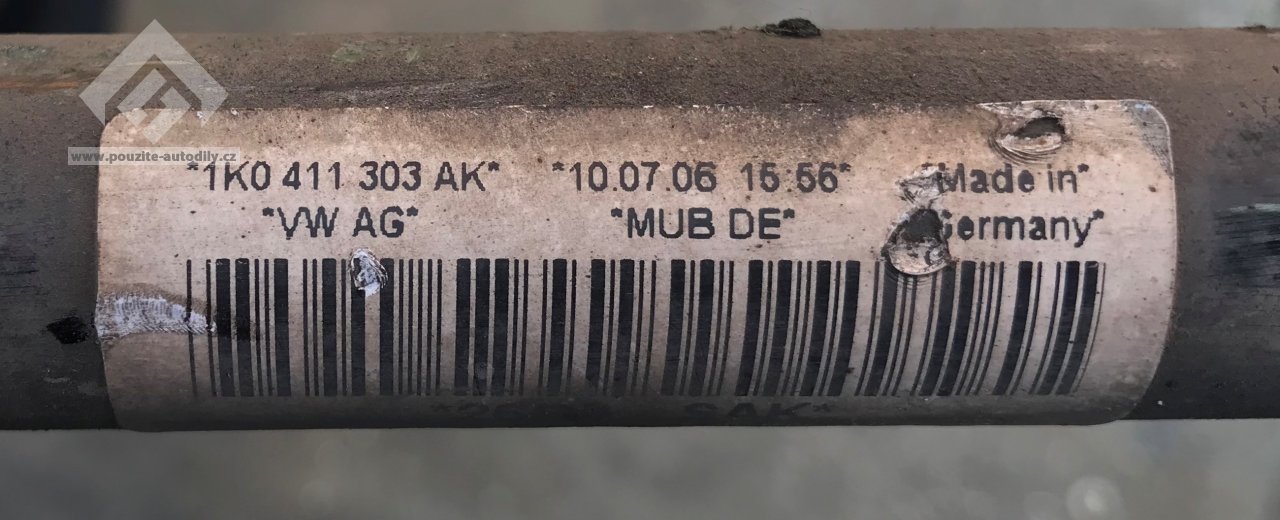 www.pouzite-autodily.cz
*1K0 411 303 AK* *10.07.06 15:56* *Made in*
*VW AG* *MUB DE* Germany*